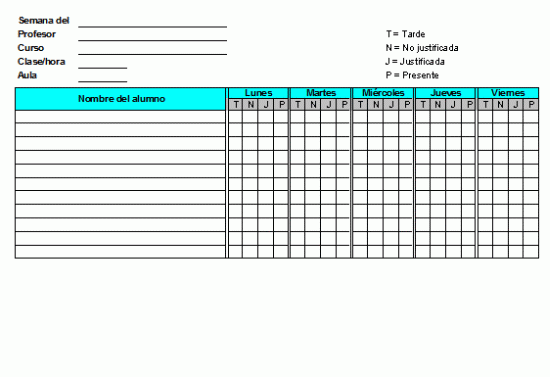 Semana del
Profesor T = Tarde
Curso N = No justificada
Clase/hora J = Justificada
Aula P = Presente
Nombre del alumno Lunes Martes Miércoles Jueves Viernes
T N J P T N J P T N J P T N J P T N J P